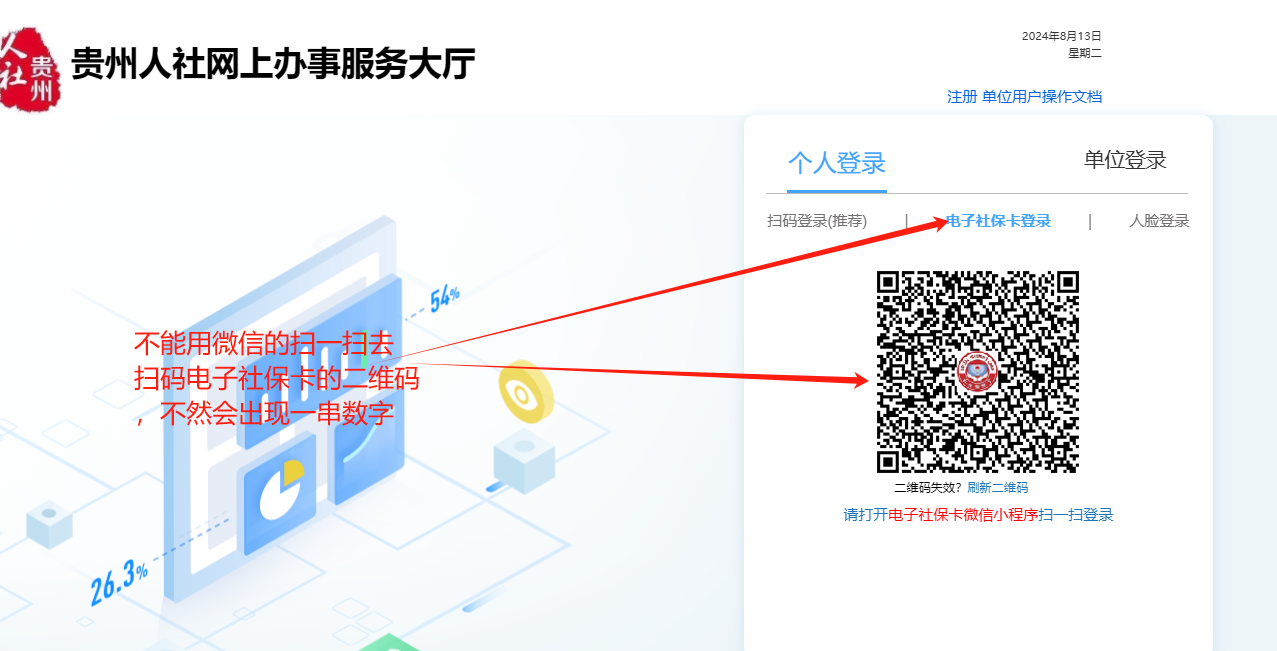 人社
贵州
贵州人社网上办事服务大厅
2024年8月13日
星期二
注册 单位用户操作文档
个人登录
单位登录
扫码登录(推荐) | 电子社保卡登录 | 人脸登录
54%
不能用微信的扫一扫去
扫码电子社保卡的二维码
，不然会出现一串数字
二维码失效？刷新二维码
请打开电子社保卡微信小程序扫一扫登录
26.3%